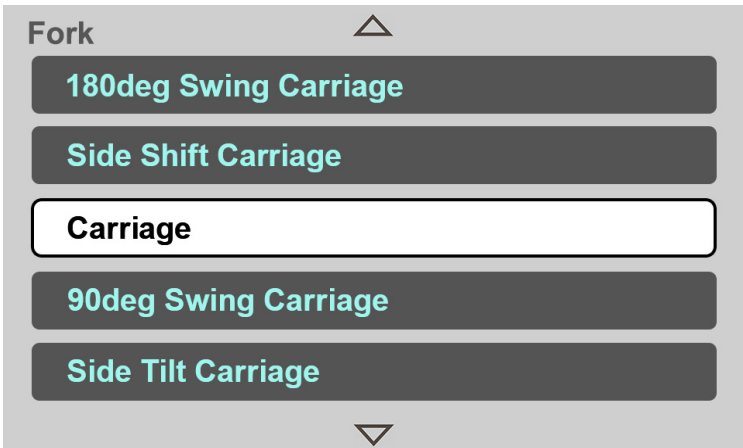 Fork
180deg Swing Carriage
Side Shift Carriage
Carriage
90deg Swing Carriage
Side Tilt Carriage